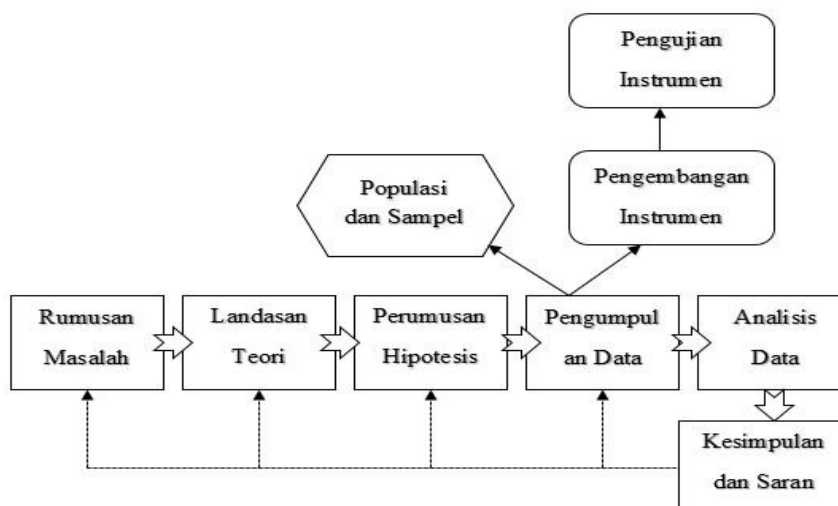 Pengujian
Instrumen
Populasi
dan Sampel
Pengembangan
Instrumen
Rumusan
Masalah
Landasan
Teori
Perumusan
Hipotesis
Pengumpul
an Data
Analisis
Data
Kesimpulan
dan Saran